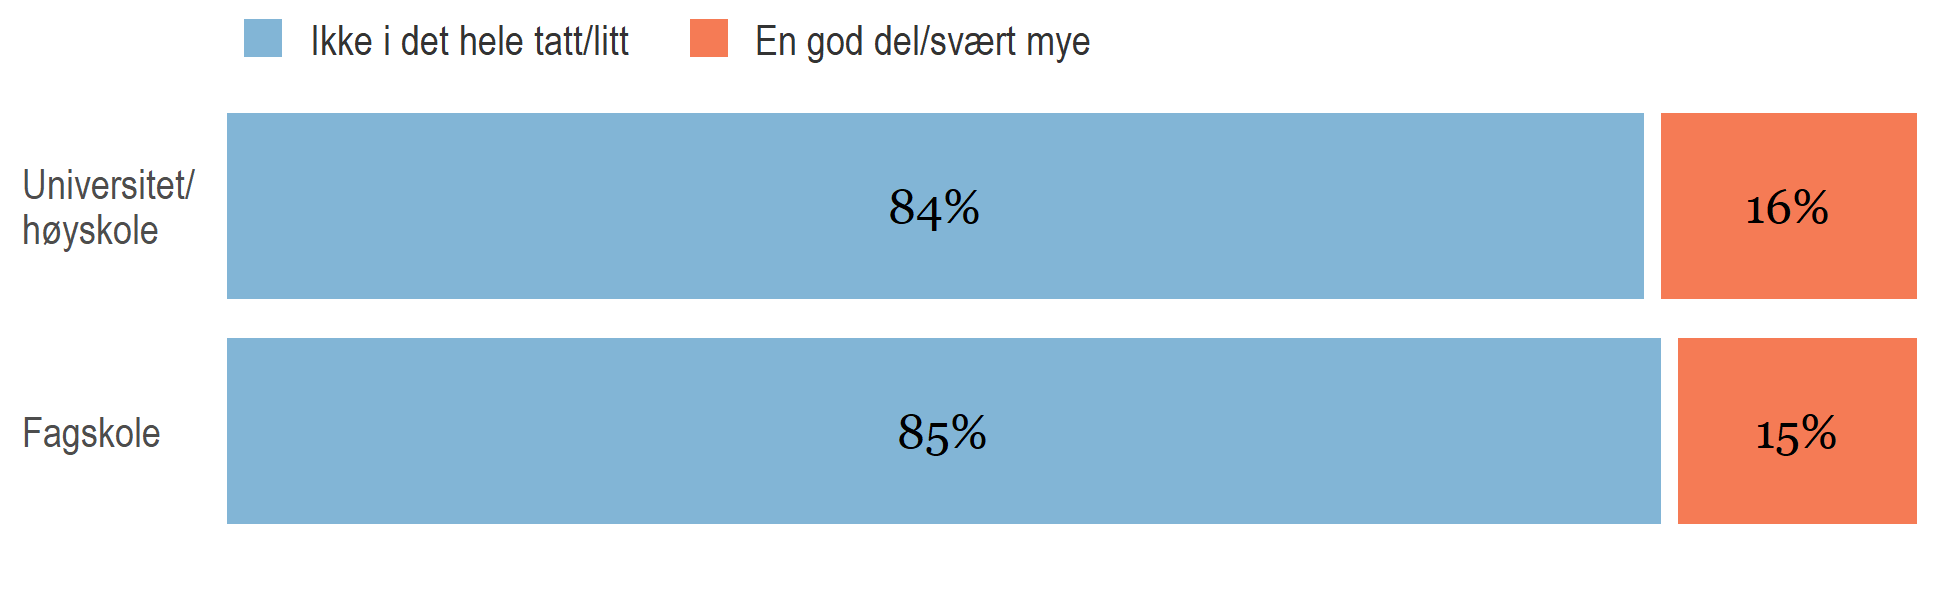 Ikke i det hele tatt/litt En god del/svært mye
Universitet/
høyskole
84% 16%
Fagskole
85% 15%